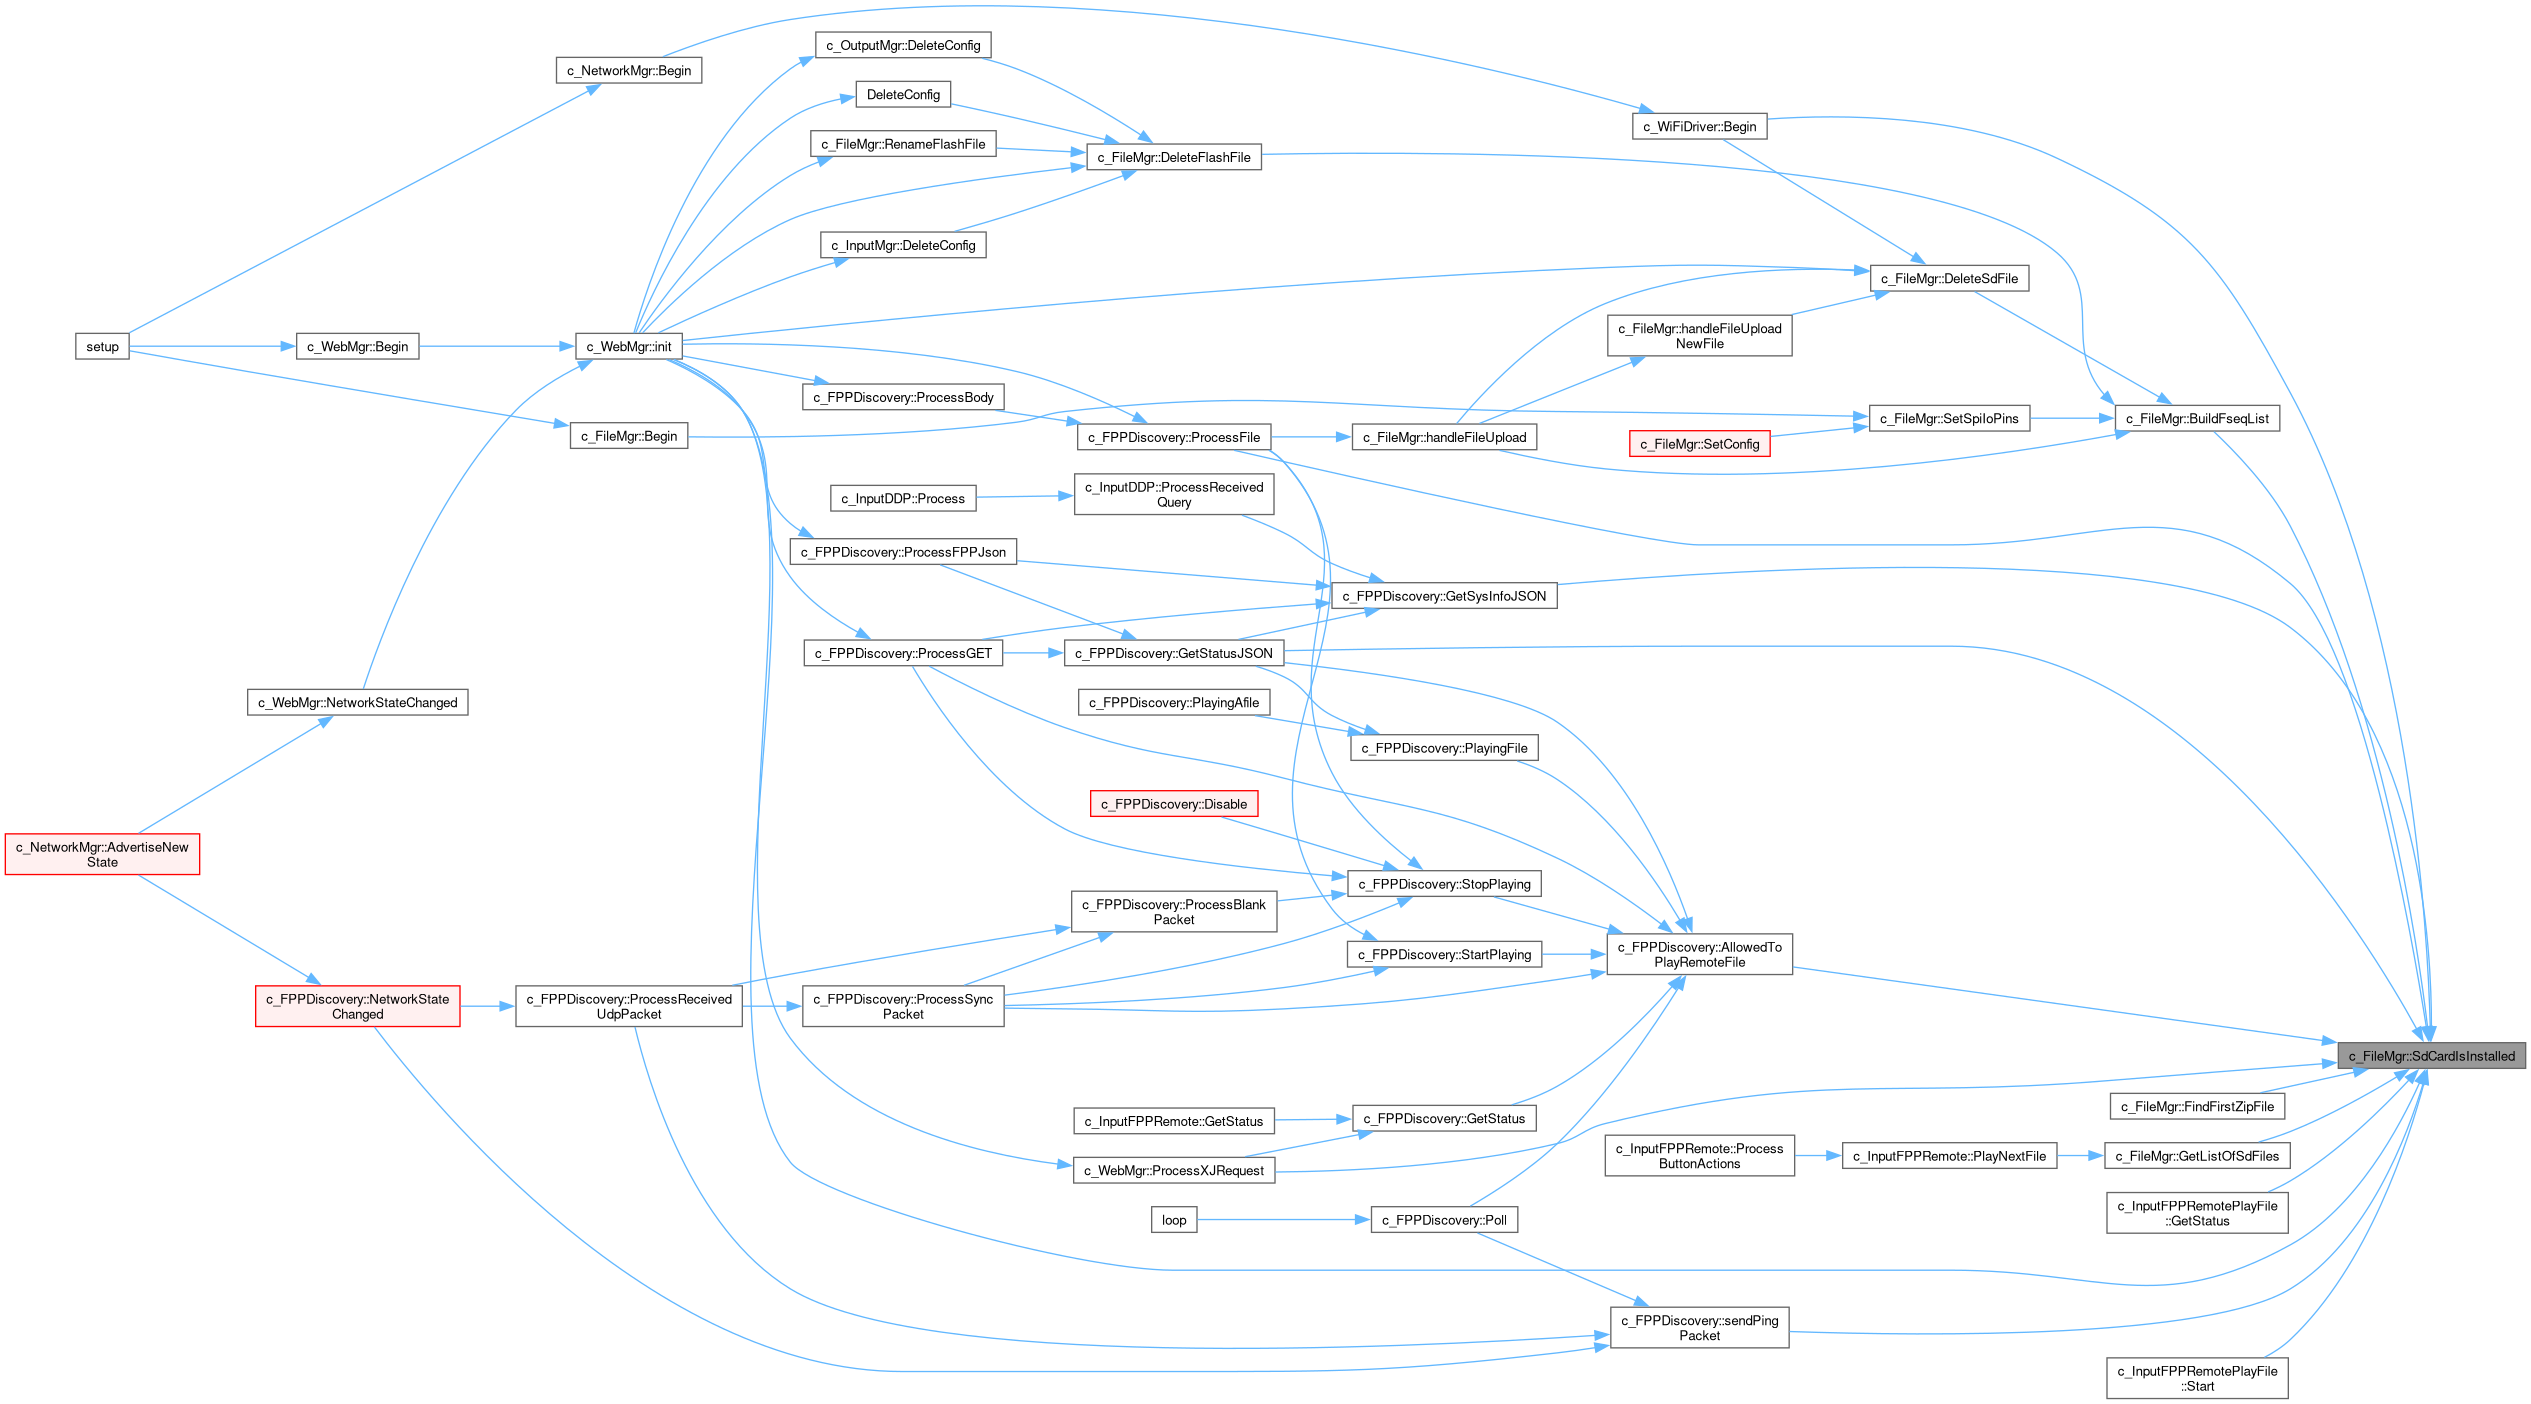 c_OutputMgr::DeleteConfig
c_NetworkMgr::Begin
DeleteConfig
c_WiFiDriver::Begin
c_FileMgr::RenameFlashFile
c_FileMgr::DeleteFlashFile
c_InputMgr::DeleteConfig
c_FileMgr::DeleteSdFile
c_FileMgr::handleFileUpload
NewFile
setup
c_WebMgr::Begin
c_WebMgr::init
c_FPPDiscovery::ProcessBody
c_FileMgr::SetSpiIoPins
c_FileMgr::BuildFseqList
c_FileMgr::Begin
c_FPPDiscovery::ProcessFile
c_FileMgr::handleFileUpload
c_FileMgr::SetConfig
c_InputDDP::Process
c_InputDDP::ProcessReceived
Query
c_FPPDiscovery::ProcessFPPJson
c_FPPDiscovery::GetSysInfoJSON
c_FPPDiscovery::ProcessGET
c_FPPDiscovery::GetStatusJSON
c_WebMgr::NetworkStateChanged
c_FPPDiscovery::PlayingAfile
c_FPPDiscovery::PlayingFile
c_FPPDiscovery::Disable
c_NetworkMgr::AdvertiseNew
State
c_FPPDiscovery::StopPlaying
c_FPPDiscovery::ProcessBlank
Packet
c_FPPDiscovery::StartPlaying
c_FPPDiscovery::AllowedTo
PlayRemoteFile
c_FPPDiscovery::NetworkState
Changed
c_FPPDiscovery::ProcessReceived
UdpPacket
c_FPPDiscovery::ProcessSync
Packet
c_FileMgr::SdCardIsInstalled
c_FileMgr::FindFirstZipFile
c_InputFPPRemote::GetStatus
c_FPPDiscovery::GetStatus
c_WebMgr::ProcessXJRequest
c_InputFPPRemote::Process
ButtonActions
c_InputFPPRemote::PlayNextFile
c_FileMgr::GetListOfSdFiles
c_InputFPPRemotePlayFile
::GetStatus
loop
c_FPPDiscovery::Poll
c_FPPDiscovery::sendPing
Packet
c_InputFPPRemotePlayFile
::Start